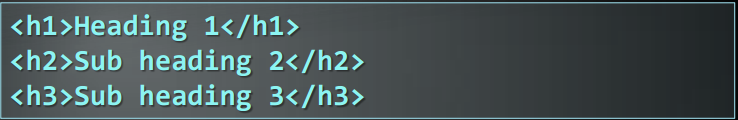 <h1>Heading 1</h1>
<h2>Sub heading 2</h2>
<h3>Sub heading 3</h3>